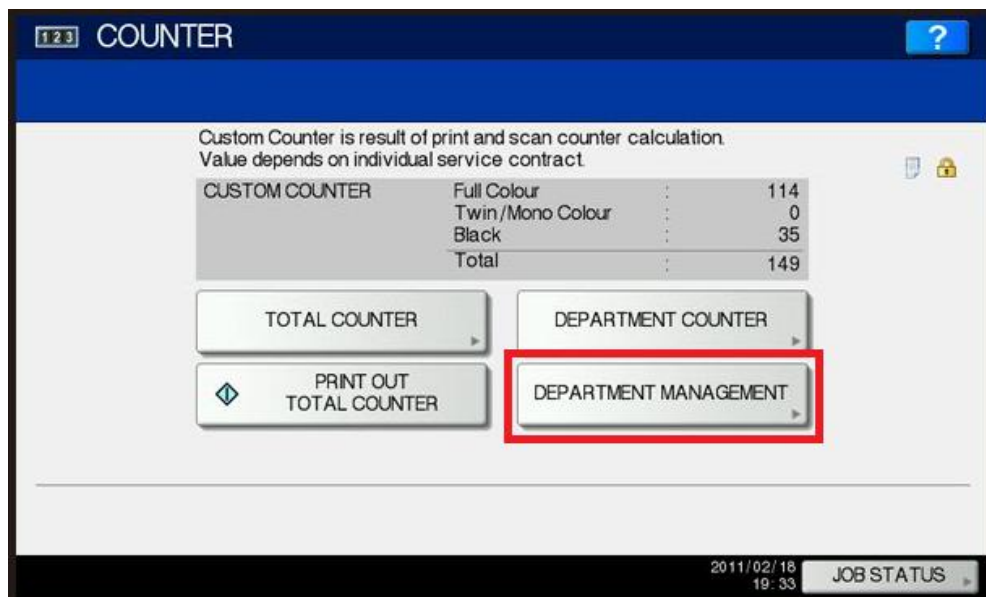 123 COUNTER ?
Custom Counter is result of print and scan counter calculation.
Value depends on individual service contract.
CUSTOM COUNTER Full Colour : 114
Twin/Mono Colour : 0
Black : 35
Total : 149
TOTAL COUNTER DEPARTMENT COUNTER
PRINT OUT
TOTAL COUNTER
DEPARTMENT MANAGEMENT
2011/02/18
19:33
JOB STATUS